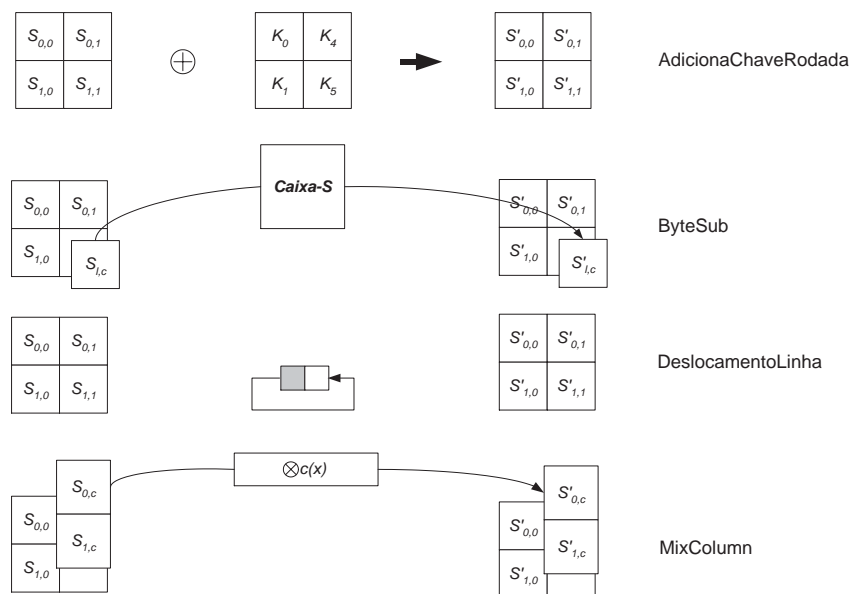 S0,0 S0,1 K0 K4 S'0,0 S'0,1
⊕ AdicionaChaveRodada
S1,0 S1,1 K1 K5 S'1,0 S'1,1
Caixa-S
S0,0 S0,1 S'0,0 S'0,1
ByteSub
S1,0 Sl,c S'1,0 S'l,c
S0,0 S0,1 S'0,0 S'0,1
DeslocamentoLinha
S1,0 S1,1 S'1,0 S'1,1
⊗c(x)
S0,c S'0,c
S0,0 S'0,0
S1,c S'1,c
MixColumn
S1,0 S'1,0